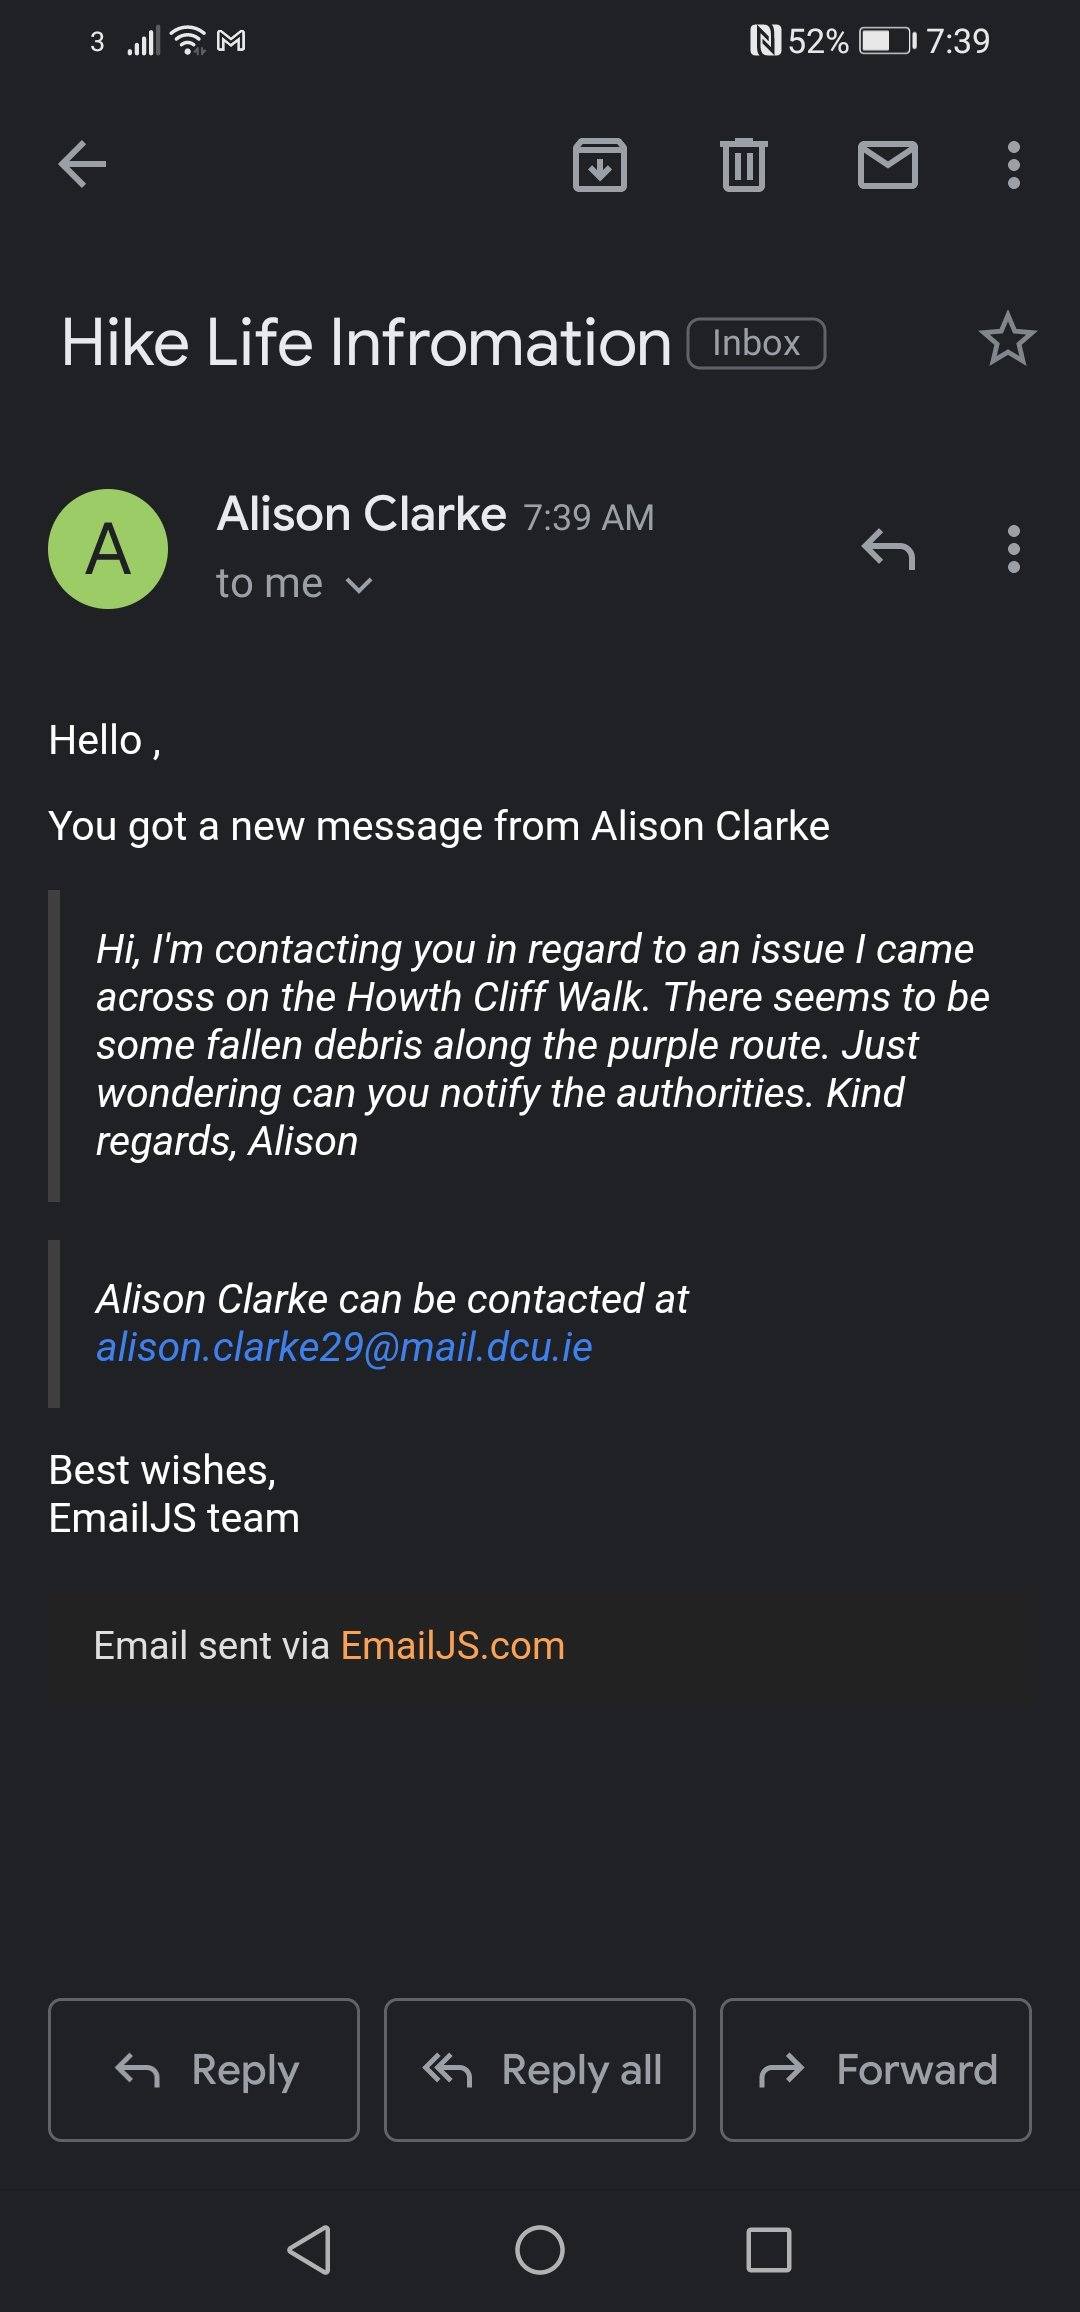 3 52% 7:39
Hike Life Infromation Inbox
A
Alison Clarke 7:39 AM
to me
Hello ,
You got a new message from Alison Clarke
Hi, I'm contacting you in regard to an issue I came
across on the Howth Cliff Walk. There seems to be
some fallen debris along the purple route. Just
wondering can you notify the authorities. Kind
regards, Alison
Alison Clarke can be contacted at
alison.clarke29@mail.dcu.ie
Best wishes,
EmailJS team
Email sent via EmailJS.com
Reply Reply all Forward